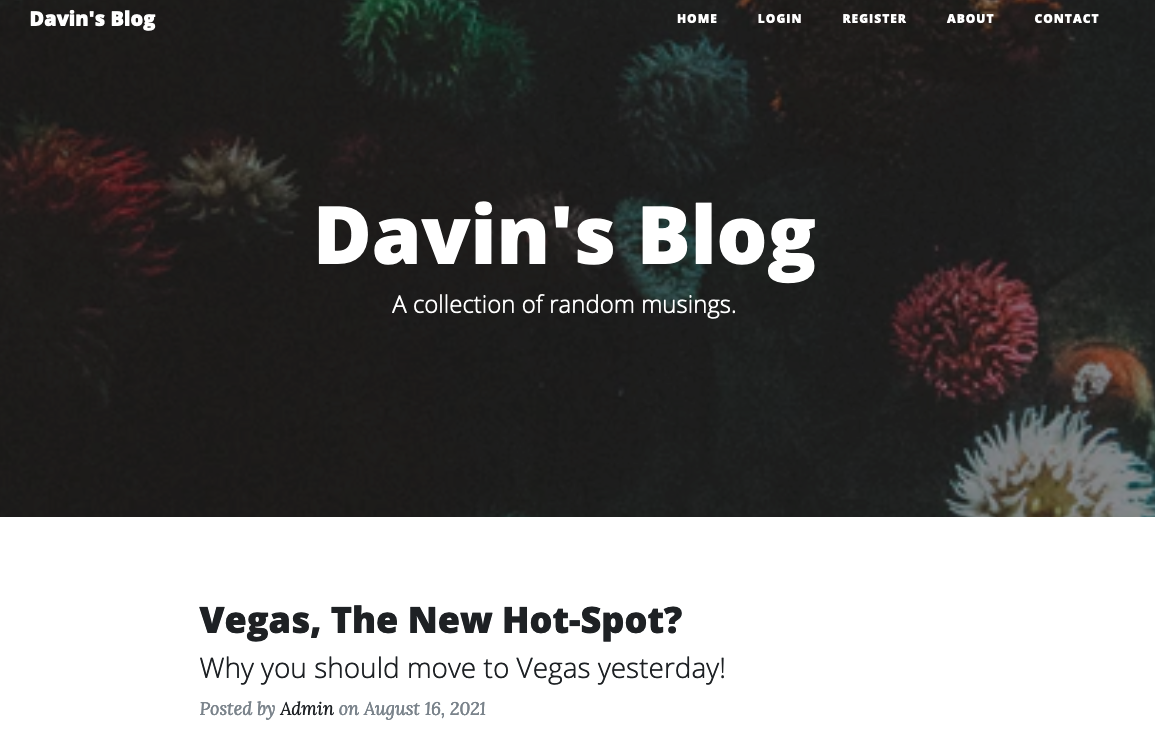 Davin's Blog
HOME LOGIN REGISTER ABOUT CONTACT
Davin's Blog
A collection of random musings.
Vegas, The New Hot-Spot?
Why you should move to Vegas yesterday!
Posted by Admin on August 16, 2021